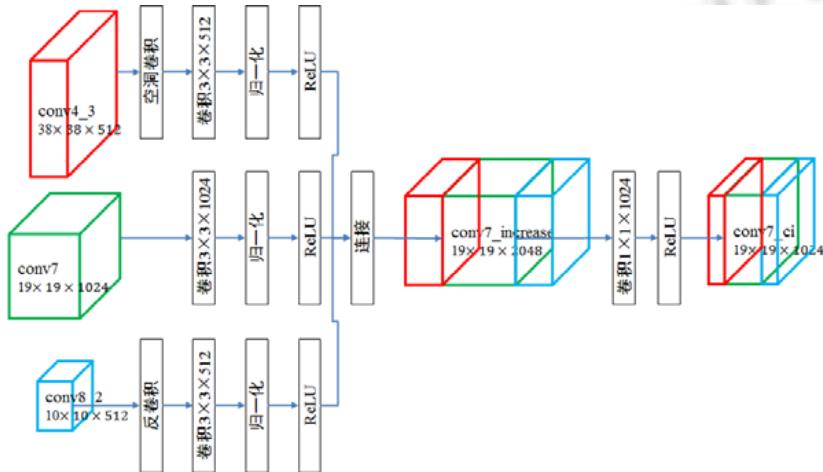 conv4_3
38×38×512
空洞卷积
卷积3×3×512
归一化
ReLU
conv7
19×19×1024
卷积3×3×1024
归一化
ReLU
连接
conv7_increase
19×19×2048
卷积1×1×1024
ReLU
conv7_ci
19×19×1024
conv8_2
10×10×512
反卷积
卷积3×3×512
归一化
ReLU